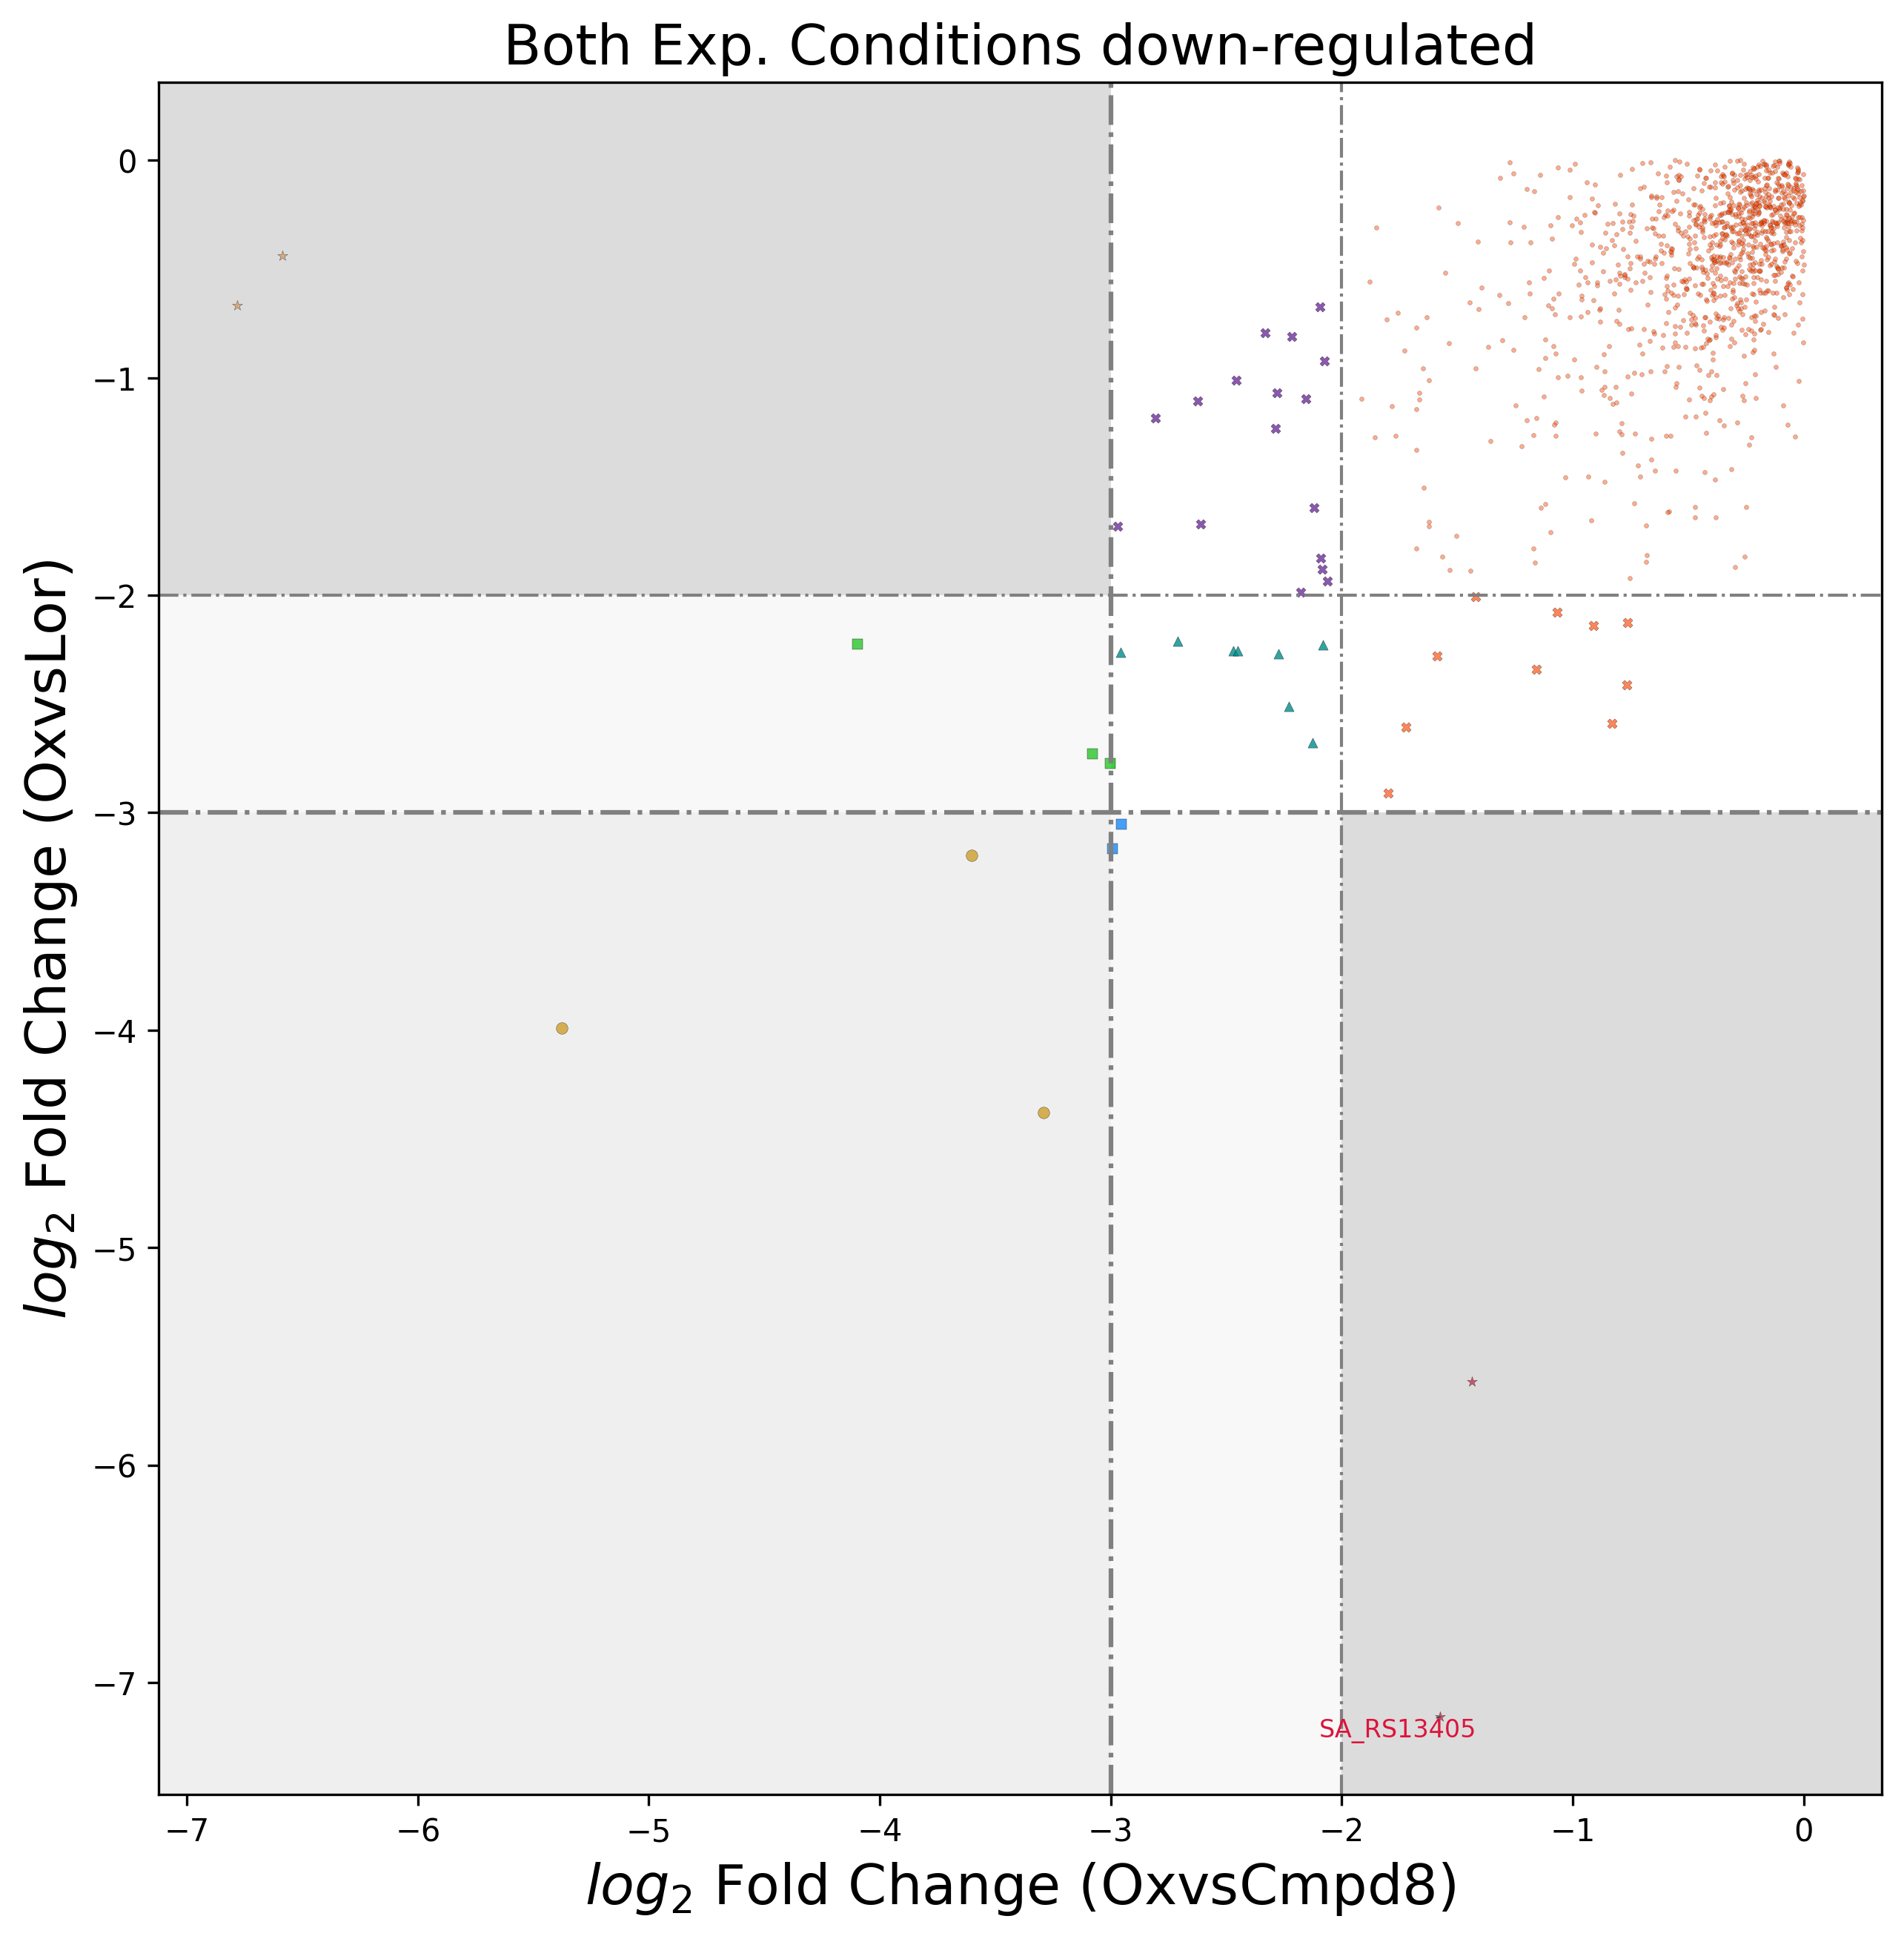 Both Exp. Conditions down-regulated
log₂ Fold Change (OxvsLor)
0
−1
−2
−3
−4
−5
−6
−7
SA_RS13405
−7 −6 −5 −4 −3 −2 −1 0
log₂ Fold Change (OxvsCmpd8)